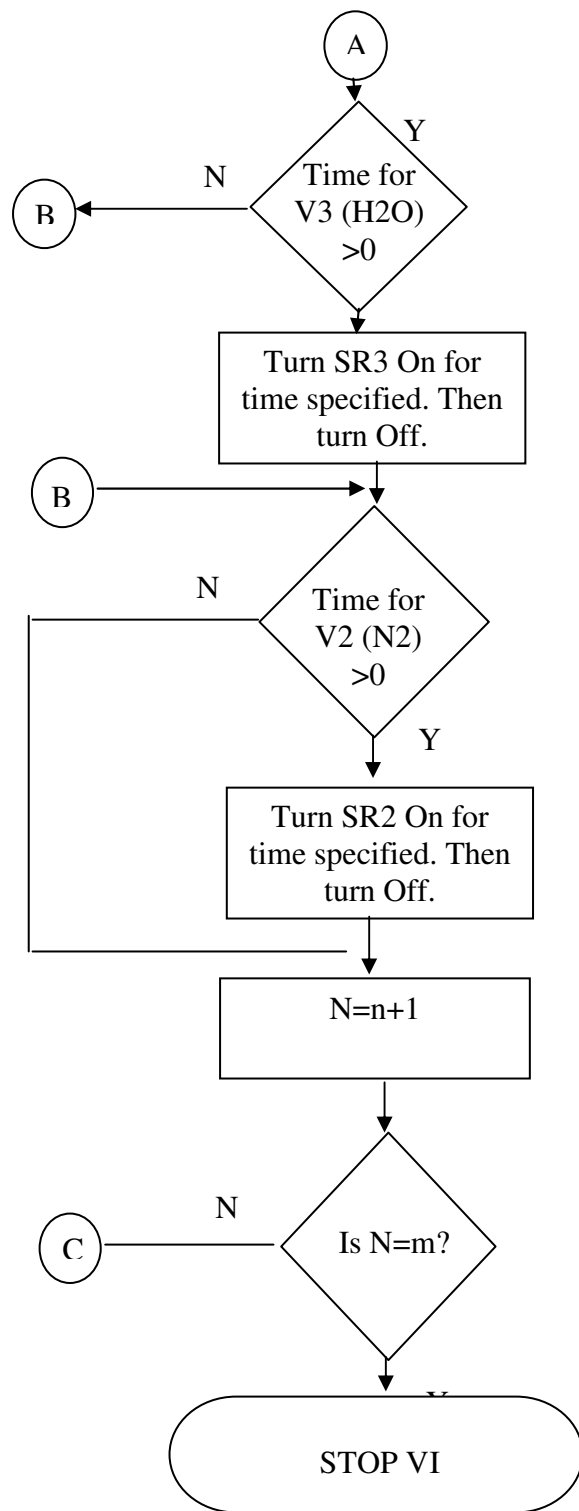 A
Y
N
Time for
V3 (H2O)
>0
B
Turn SR3 On for
time specified. Then
turn Off.
B
N
Time for
V2 (N2)
>0
Y
Turn SR2 On for
time specified. Then
turn Off.
N=n+1
N
Is N=m?
C
STOP VI